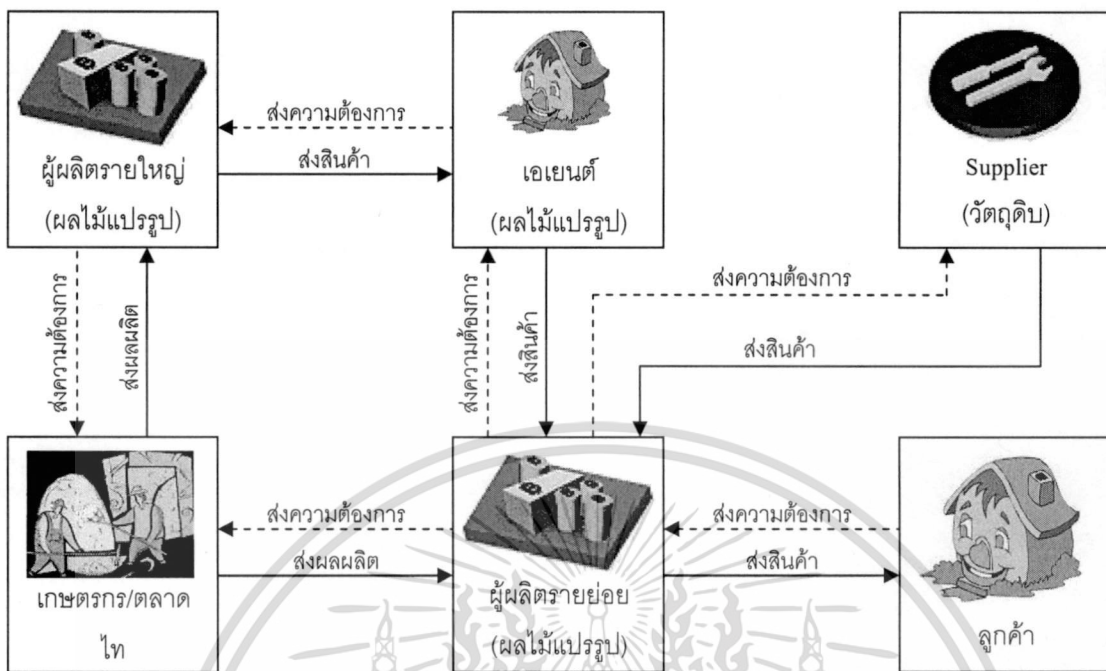 ส่งความต้องการ
ส่งสินค้า
ผู้ผลิตรายใหญ่
(ผลไม้แปรรูป)
เอเยนต์
(ผลไม้แปรรูป)
Supplier
(วัตถุดิบ)
ส่งความต้องการ
ส่งผลผลิต
ส่งความต้องการ
ส่งสินค้า
ส่งความต้องการ
ส่งสินค้า
ส่งความต้องการ
ส่งผลผลิต
ส่งความต้องการ
ส่งสินค้า
เกษตรกร/ตลาด
ไท
ผู้ผลิตรายย่อย
(ผลไม้แปรรูป)
ลูกค้า